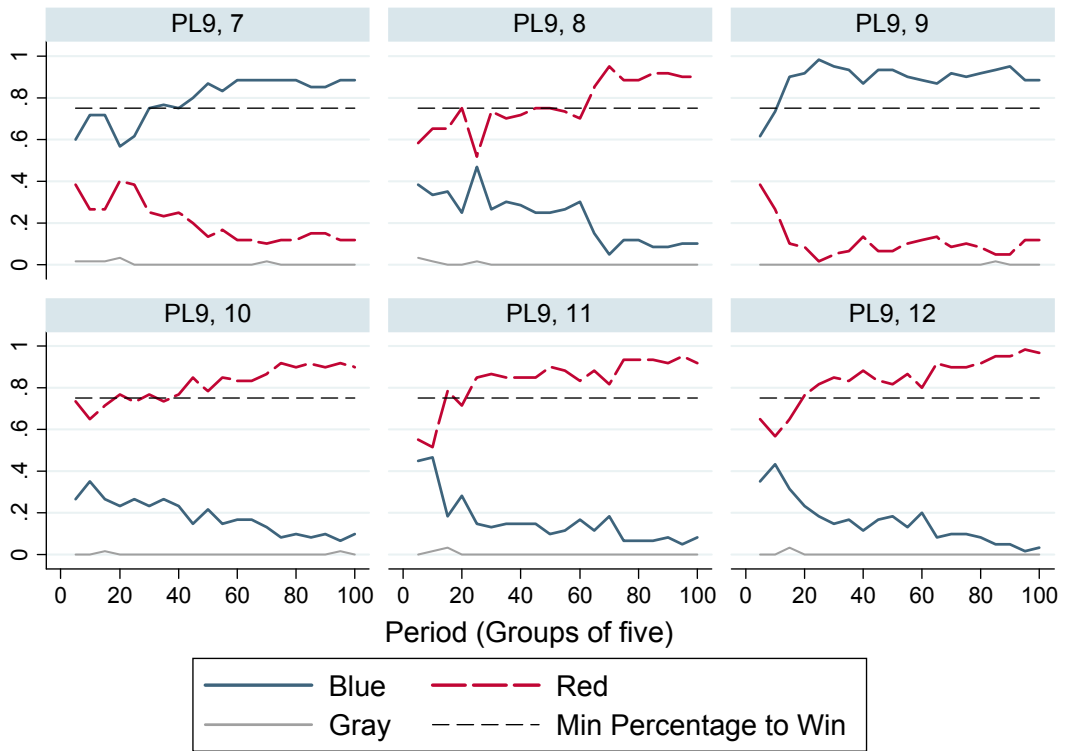 PL9, 7 PL9, 8 PL9, 9
1
.8
.6
.4
.2
0
PL9, 10 PL9, 11 PL9, 12
1
.8
.6
.4
.2
0
0 20 40 60 80 100 0 20 40 60 80 100 0 20 40 60 80 100
Period (Groups of five)
Blue Red
Gray Min Percentage to Win